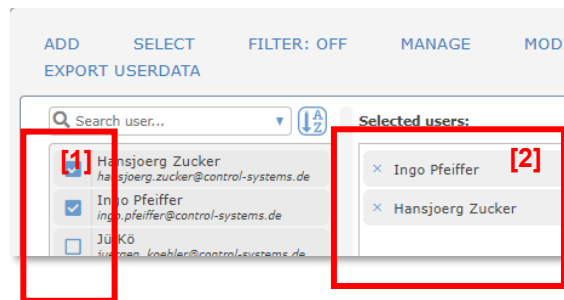 ADD SELECT FILTER: OFF MANAGE MOD
EXPORT USERDATA
Search user...
Selected users:
[1]
Hansjoerg Zucker
hansjoerg.zucker@control-systems.de
Ingo Pfeiffer
ingo.pfeiffer@control-systems.de
Jü Kö
juergen_koehler@control-systems.de
[2]
× Ingo Pfeiffer
× Hansjoerg Zucker